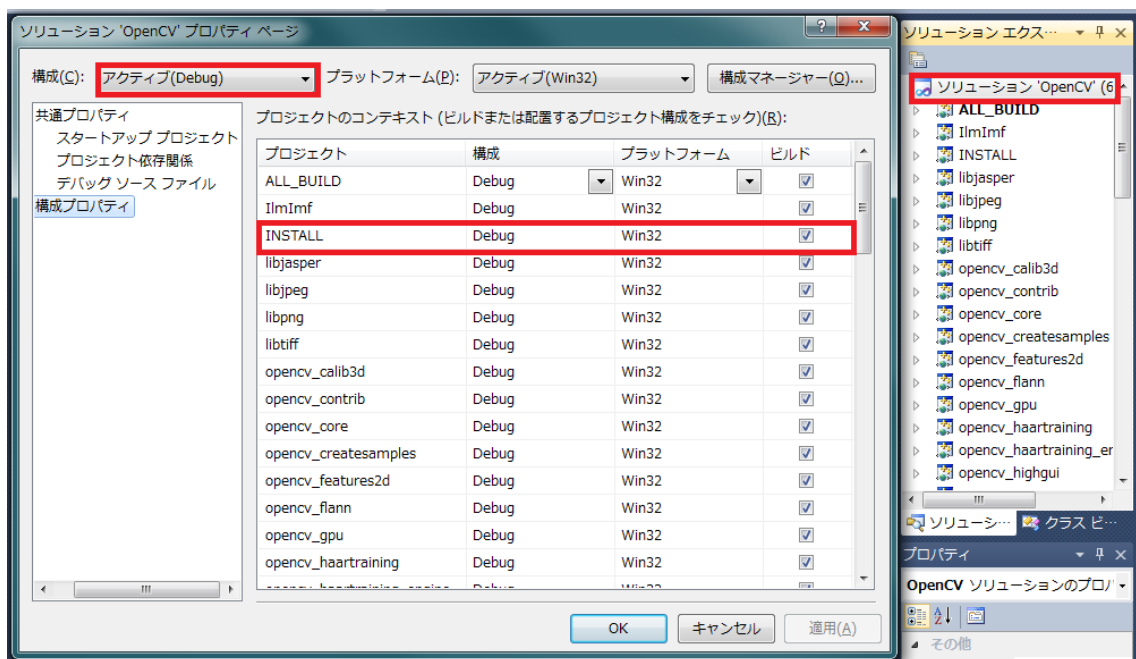 ソリューション 'OpenCV' プロパティ ページ
構成(C): アクティブ(Debug) プラットフォーム(P): アクティブ(Win32) 構成マネージャー(O)...
共通プロパティ
スタートアップ プロジェクト
プロジェクト依存関係
デバッグ ソース ファイル
構成プロパティ
プロジェクトのコンテキスト (ビルドまたは配置するプロジェクト構成をチェック)(R):
プロジェクト 構成 プラットフォーム ビルド
ALL_BUILD Debug Win32
IlmImf Debug Win32
INSTALL Debug Win32
libjasper Debug Win32
libjpeg Debug Win32
libpng Debug Win32
libtiff Debug Win32
opencv_calib3d Debug Win32
opencv_contrib Debug Win32
opencv_core Debug Win32
opencv_createsamples Debug Win32
opencv_features2d Debug Win32
opencv_flann Debug Win32
opencv_gpu Debug Win32
opencv_haartraining Debug Win32
OK キャンセル 適用(A)
ソリューション エクス…
ソリューション 'OpenCV' (6
ALL_BUILD
IlmImf
INSTALL
libjasper
libjpeg
libpng
libtiff
opencv_calib3d
opencv_contrib
opencv_core
opencv_createsamples
opencv_features2d
opencv_flann
opencv_gpu
opencv_haartraining
opencv_haartraining_er
opencv_highgui
ソリューシ… クラス ビ…
プロパティ
OpenCV ソリューションのプロパ
その他